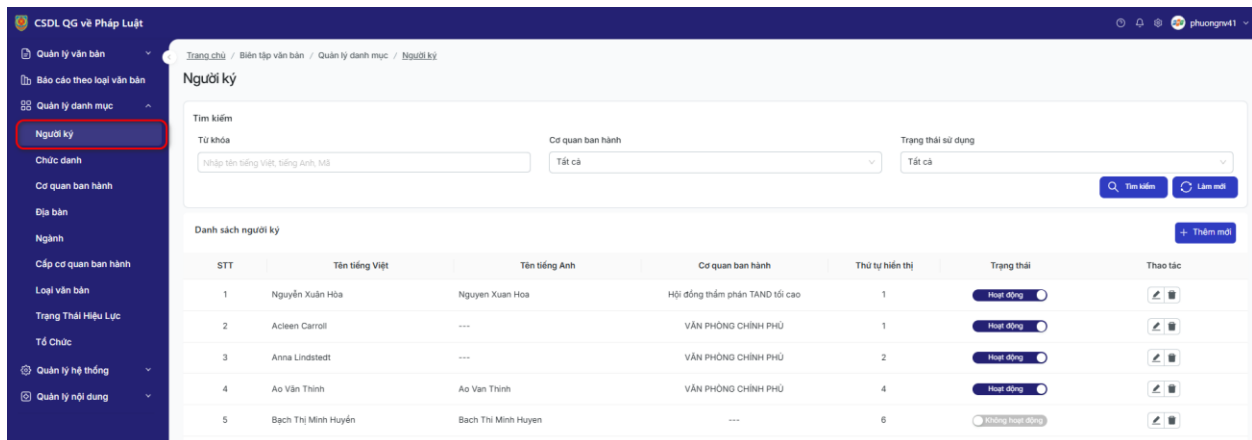 CSDL QG về Pháp Luật
phuongnv41
Quản lý văn bản
Báo cáo theo loại văn bản
Quản lý danh mục
Người ký
Chức danh
Cơ quan ban hành
Địa bàn
Ngành
Cấp cơ quan ban hành
Loại văn bản
Trạng Thái Hiệu Lực
Tổ Chức
Quản lý hệ thống
Quản lý nội dung
Trang chủ / Biên tập văn bản / Quản lý danh mục / Người ký
Người ký
Tìm kiếm
Từ khóa Cơ quan ban hành Trạng thái sử dụng
Nhập tên tiếng Việt, tiếng Anh, Mã Tất cả Tất cả
Tìm kiếm Làm mới
Danh sách người ký + Thêm mới
STT Tên tiếng Việt Tên tiếng Anh Cơ quan ban hành Thứ tự hiển thị Trạng thái Thao tác
1 Nguyễn Xuân Hòa Nguyen Xuan Hoa Hội đồng thẩm phán TAND tối cao 1 Hoạt động
2 Acleen Carroll --- VĂN PHÒNG CHÍNH PHỦ 1 Hoạt động
3 Anna Lindstedt --- VĂN PHÒNG CHÍNH PHỦ 2 Hoạt động
4 Ao Văn Thinh Ao Van Thinh VĂN PHÒNG CHÍNH PHỦ 4 Hoạt động
5 Bạch Thị Minh Huyền Bach Thi Minh Huyen --- 6 Không hoạt động